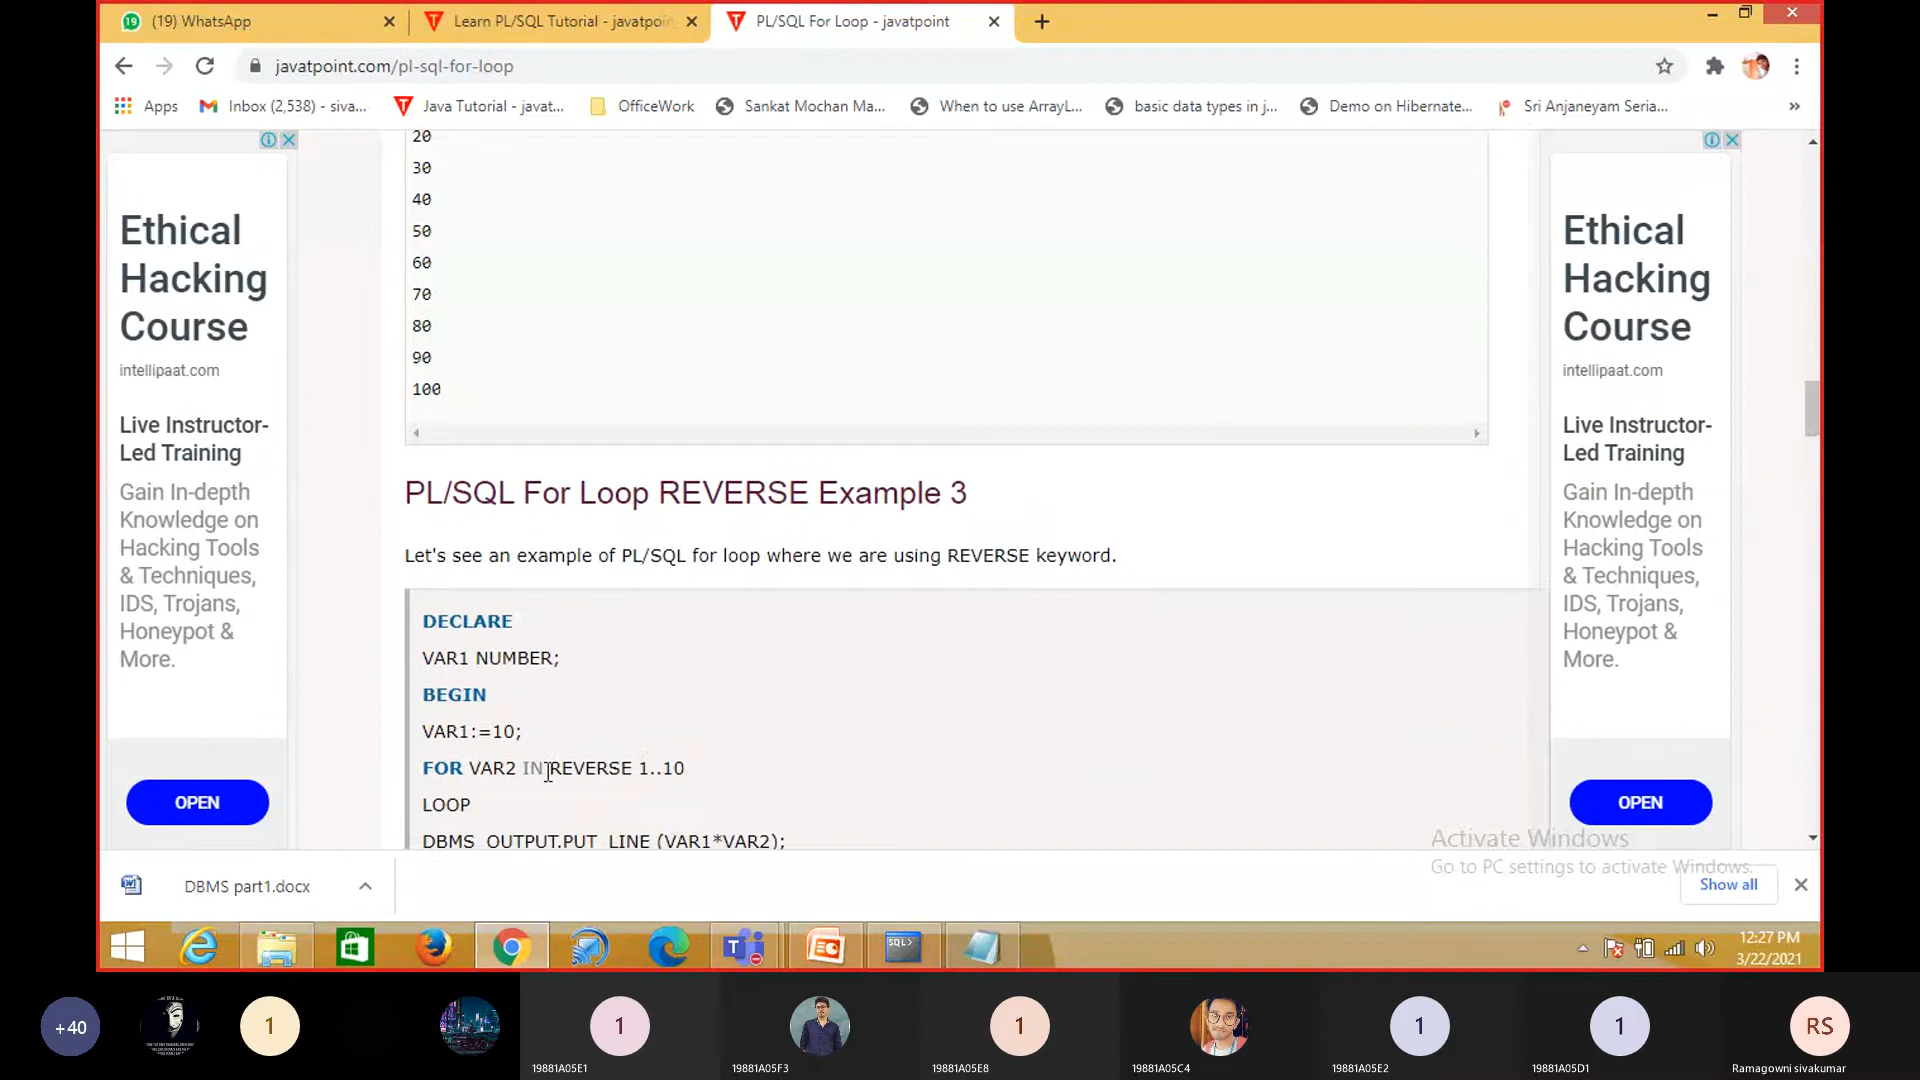 (19) WhatsApp
Learn PL/SQL Tutorial - javatpoin
PL/SQL For Loop - javatpoint
javatpoint.com/pl-sql-for-loop
Apps
Inbox (2,538) - siva...
Java Tutorial - javat...
OfficeWork
Sankat Mochan Ma...
When to use ArrayL...
basic data types in j...
Demo on Hibernate...
Sri Anjaneyam Seria...
»
Ethical
Hacking
Course
intellipaat.com
Live Instructor-
Led Training
Gain In-depth
Knowledge on
Hacking Tools
& Techniques,
IDS, Trojans,
Honeypot &
More.
OPEN
20
30
40
50
60
70
80
90
100
PL/SQL For Loop REVERSE Example 3
Let's see an example of PL/SQL for loop where we are using REVERSE keyword.
DECLARE
VAR1 NUMBER;
BEGIN
VAR1:=10;
FOR VAR2 IN REVERSE 1..10
LOOP
DBMS_OUTPUT.PUT_LINE (VAR1*VAR2);
Ethical
Hacking
Course
intellipaat.com
Live Instructor-
Led Training
Gain In-depth
Knowledge on
Hacking Tools
& Techniques,
IDS, Trojans,
Honeypot &
More.
OPEN
Activate Windows
Go to PC settings to activate Windows.
DBMS part1.docx
Show all
SQL>
12:27 PM
3/22/2021
+40
1
1
1
1
1
RS
19881A05E1
19881A05F3
19881A05E8
19881A05C4
19881A05E2
19881A05D1
Ramagowni sivakumar